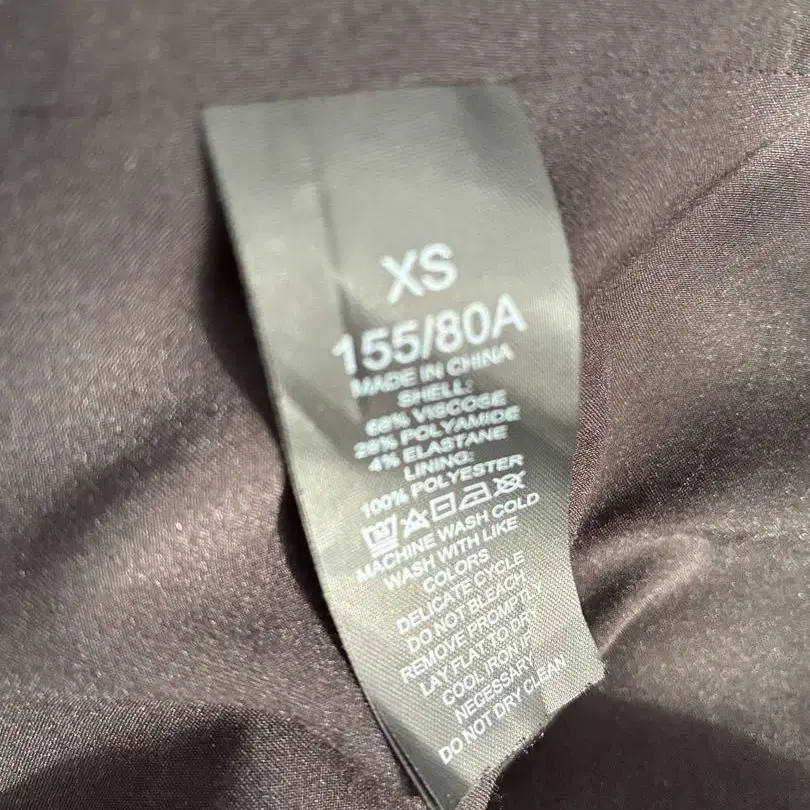 XS
155/80A
MADE IN CHINA
SHELL:
68% VISCOSE
28% POLYAMIDE
4% ELASTANE
LINING:
100% POLYESTER
MACHINE WASH COLD
WASH WITH LIKE
COLORS
DELICATE CYCLE
DO NOT BLEACH
REMOVE PROMPTLY
LAY FLAT TO DRY
COOL IRON IF
NECESSARY
DO NOT DRY CLEAN